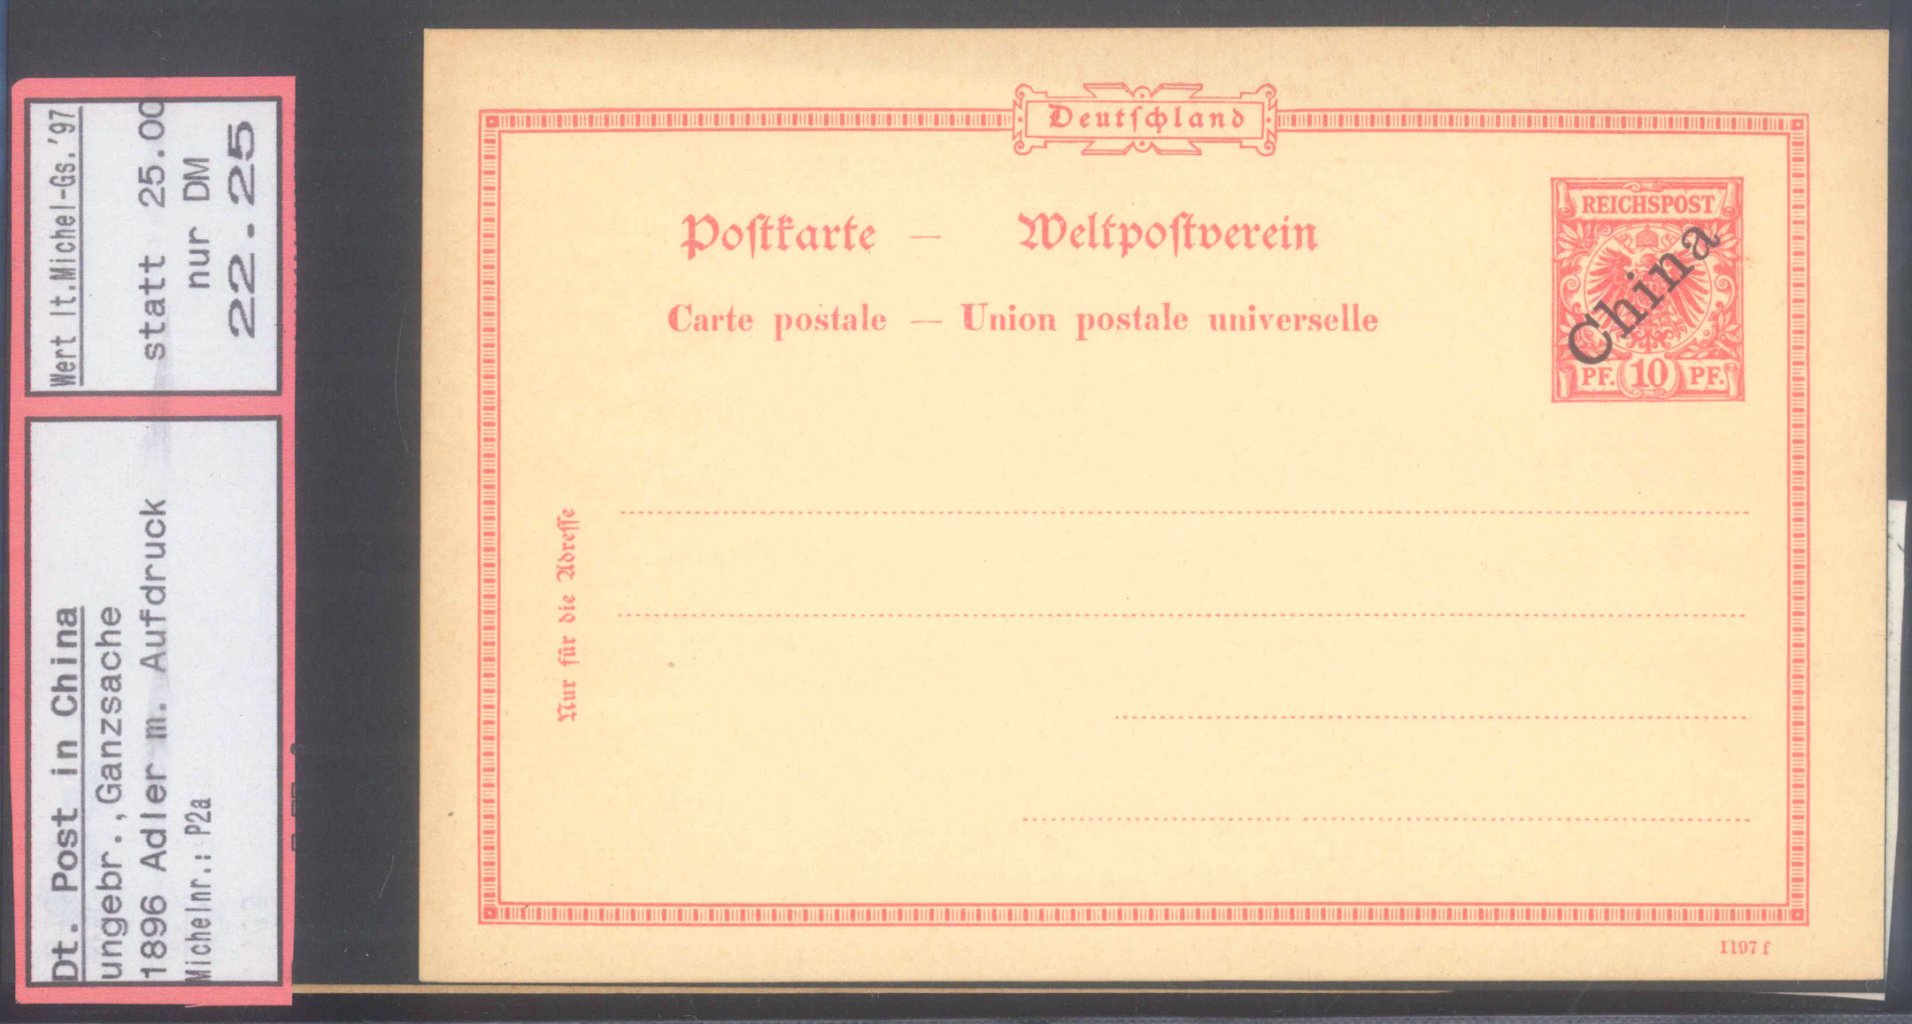 Wert lt.Michel-Gs.'97
statt 25.00
nur DM
22.25
Dt. Post in China
ungebr.,Ganzsache
1896 Adler m. Aufdruck
Michelnr.: P2a
Deutſchland
Poſtkarte — Weltpoſtverein
Carte postale — Union postale universelle
REICHSPOST
China
PF. 10 PF.
Nur für die Adreſſe
1197 f